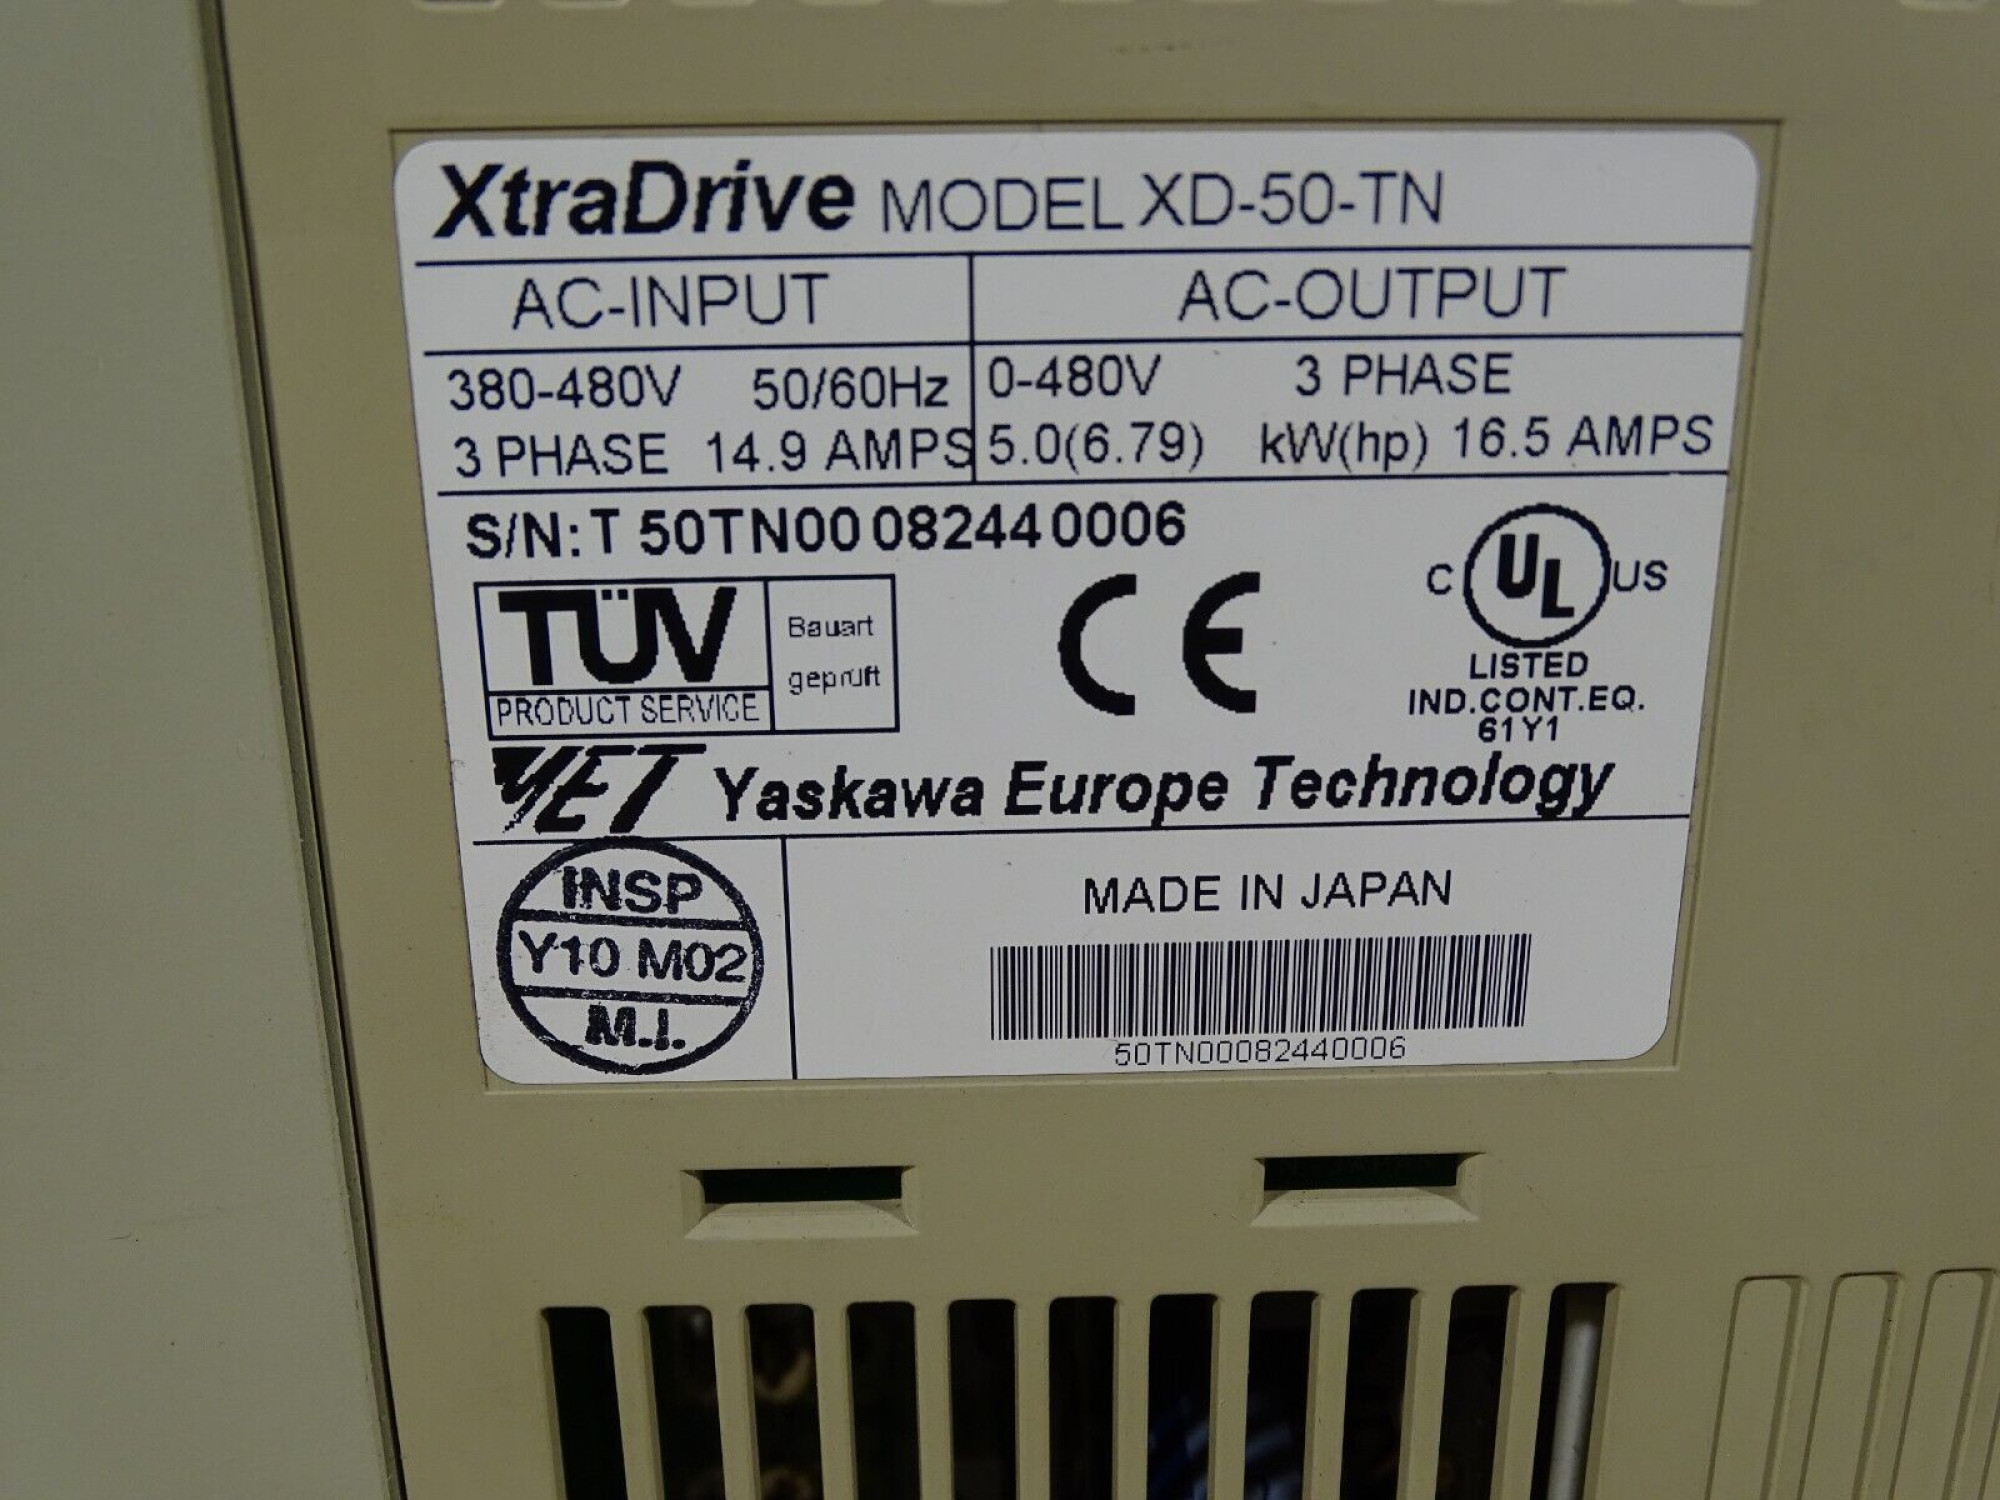 XtraDrive MODEL XD-50-TN
AC-INPUT
AC-OUTPUT
380-480V 50/60Hz
3 PHASE 14.9 AMPS
0-480V 3 PHASE
5.0(6.79) kW(hp) 16.5 AMPS
S/N: T 50TN00 082440006
TÜV
PRODUCT SERVICE
Bauart
geprüft
CE
C UL US
LISTED
IND.CONT.EQ.
61Y1
YET Yaskawa Europe Technology
INSP
Y10 M02
M.I.
MADE IN JAPAN
50TN00082440006